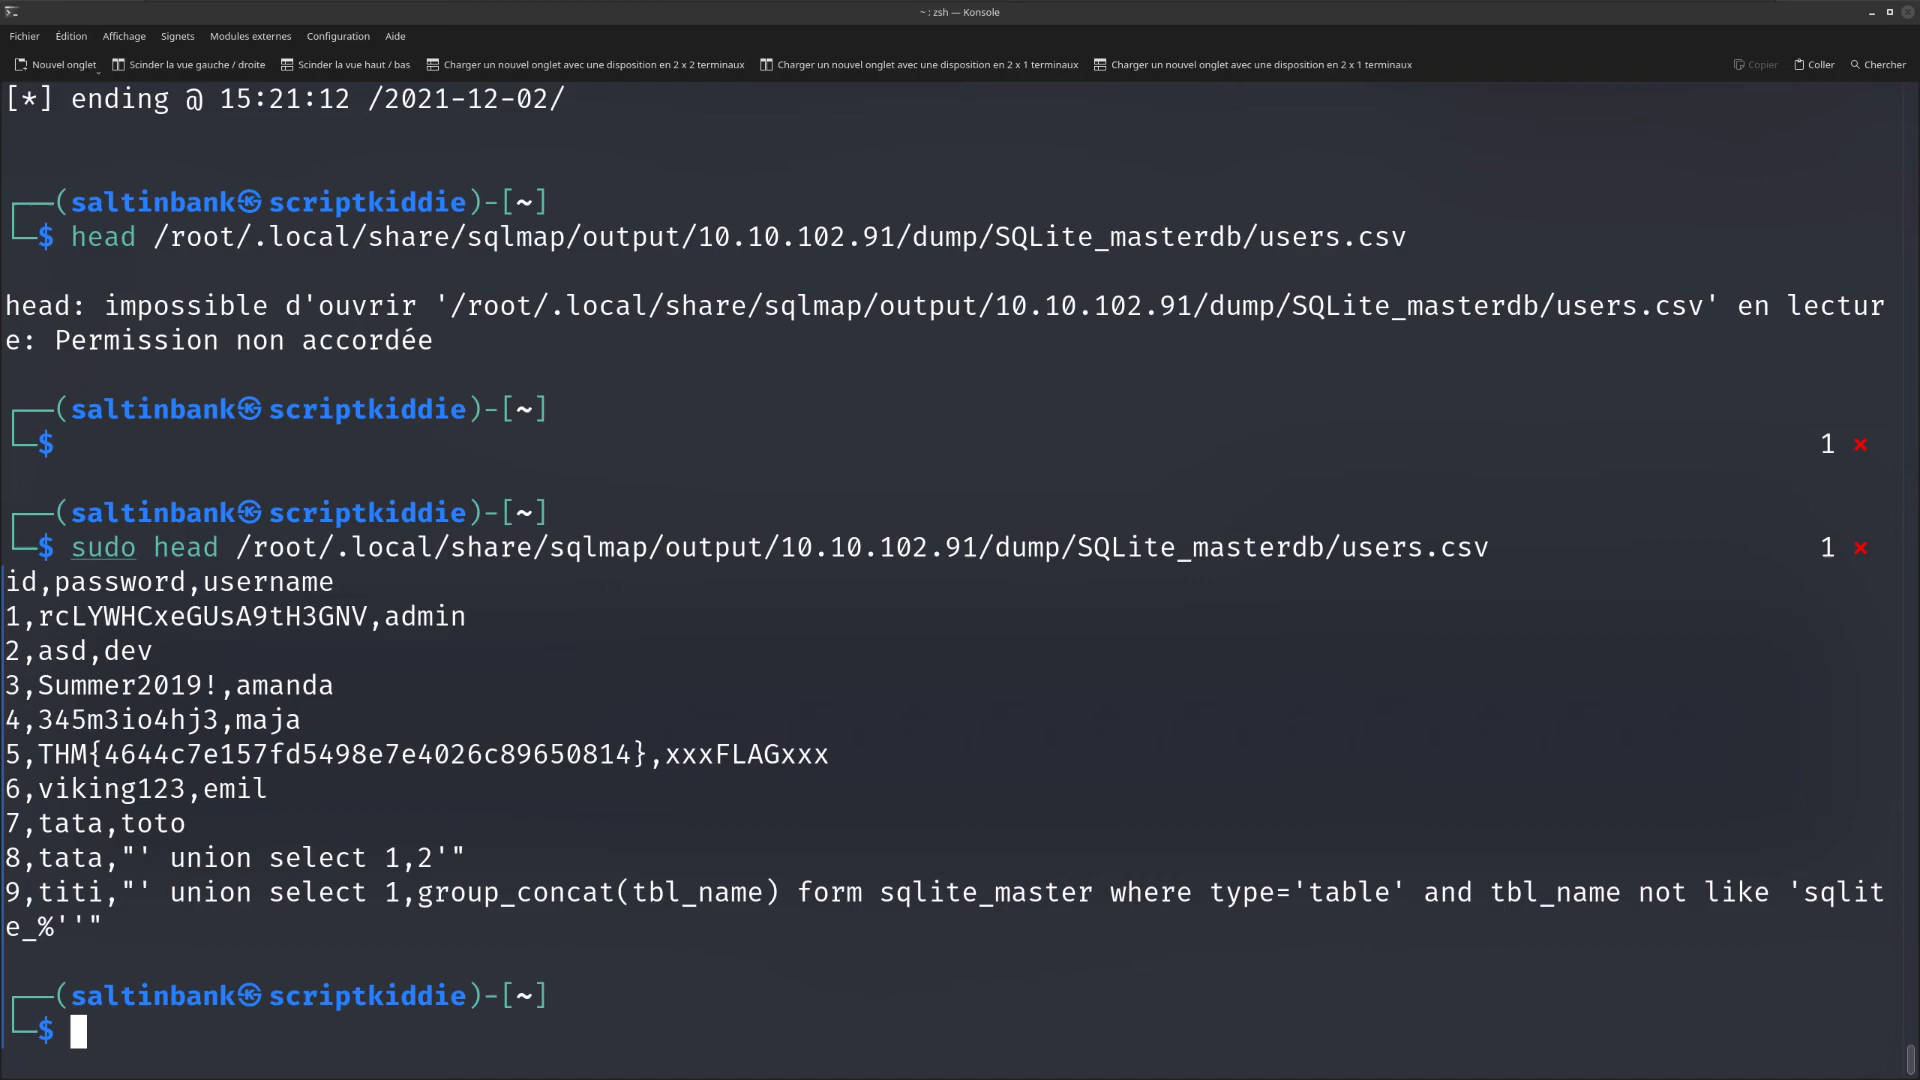 ~ : zsh — Konsole
Fichier Édition Affichage Signets Modules externes Configuration Aide
Nouvel onglet Scinder la vue gauche / droite Scinder la vue haut / bas Charger un nouvel onglet avec une disposition en 2 x 2 terminaux Charger un nouvel onglet avec une disposition en 2 x 1 terminaux Charger un nouvel onglet avec une disposition en 2 x 1 terminaux Copier Coller Chercher
[*] ending @ 15:21:12 /2021-12-02/
┌──(saltinbank㉿scriptkiddie)-[~]
└─$ head /root/.local/share/sqlmap/output/10.10.102.91/dump/SQLite_masterdb/users.csv
head: impossible d'ouvrir '/root/.local/share/sqlmap/output/10.10.102.91/dump/SQLite_masterdb/users.csv' en lectur
e: Permission non accordée
┌──(saltinbank㉿scriptkiddie)-[~]
└─$ 1 ⨯
┌──(saltinbank㉿scriptkiddie)-[~]
└─$ sudo head /root/.local/share/sqlmap/output/10.10.102.91/dump/SQLite_masterdb/users.csv 1 ⨯
id,password,username
1,rcLYWHCxeGUsA9tH3GNV,admin
2,asd,dev
3,Summer2019!,amanda
4,345m3io4hj3,maja
5,THM{4644c7e157fd5498e7e4026c89650814},xxxFLAGxxx
6,viking123,emil
7,tata,toto
8,tata,"' union select 1,2'"
9,titi,"' union select 1,group_concat(tbl_name) form sqlite_master where type='table' and tbl_name not like 'sqlit
e_%''"
┌──(saltinbank㉿scriptkiddie)-[~]
└─$